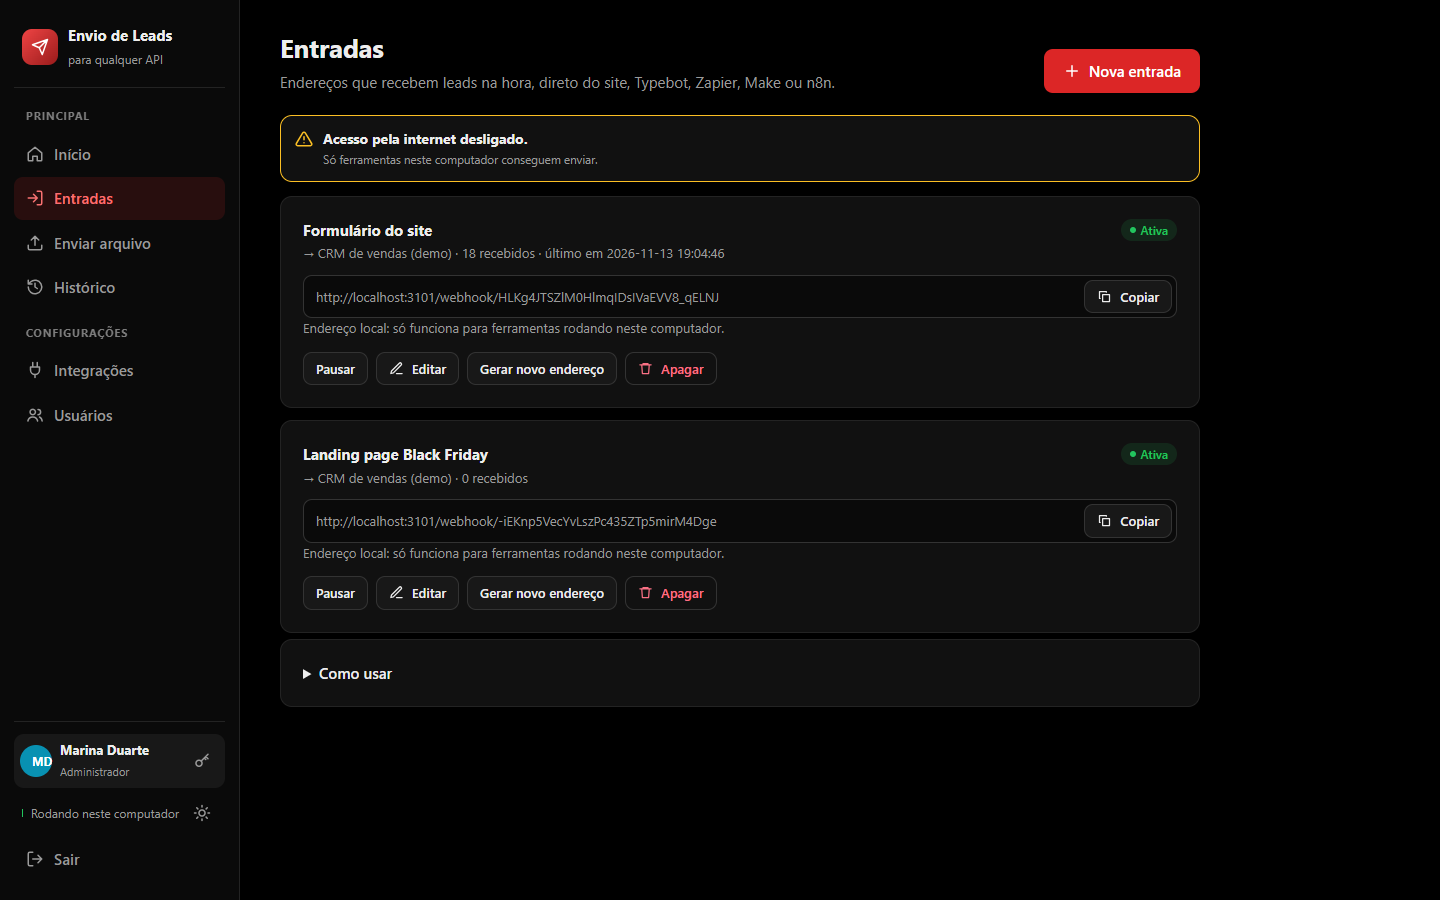 Envio de Leads
para qualquer API
PRINCIPAL
Início
Entradas
Enviar arquivo
Histórico
CONFIGURAÇÕES
Integrações
Usuários
MD
Marina Duarte
Administrador
Rodando neste computador
Sair
Entradas
Endereços que recebem leads na hora, direto do site, Typebot, Zapier, Make ou n8n.
+ Nova entrada
Acesso pela internet desligado.
Só ferramentas neste computador conseguem enviar.
Formulário do site
Ativa
→ CRM de vendas (demo) · 18 recebidos · último em 2026-11-13 19:04:46
http://localhost:3101/webhook/HLKg4JTSZlM0HlmqIDsIVaEVV8_qELNJ
Copiar
Endereço local: só funciona para ferramentas rodando neste computador.
Pausar
Editar
Gerar novo endereço
Apagar
Landing page Black Friday
Ativa
→ CRM de vendas (demo) · 0 recebidos
http://localhost:3101/webhook/-iEKnp5VecYvLszPc435ZTp5mirM4Dge
Copiar
Endereço local: só funciona para ferramentas rodando neste computador.
Pausar
Editar
Gerar novo endereço
Apagar
Como usar